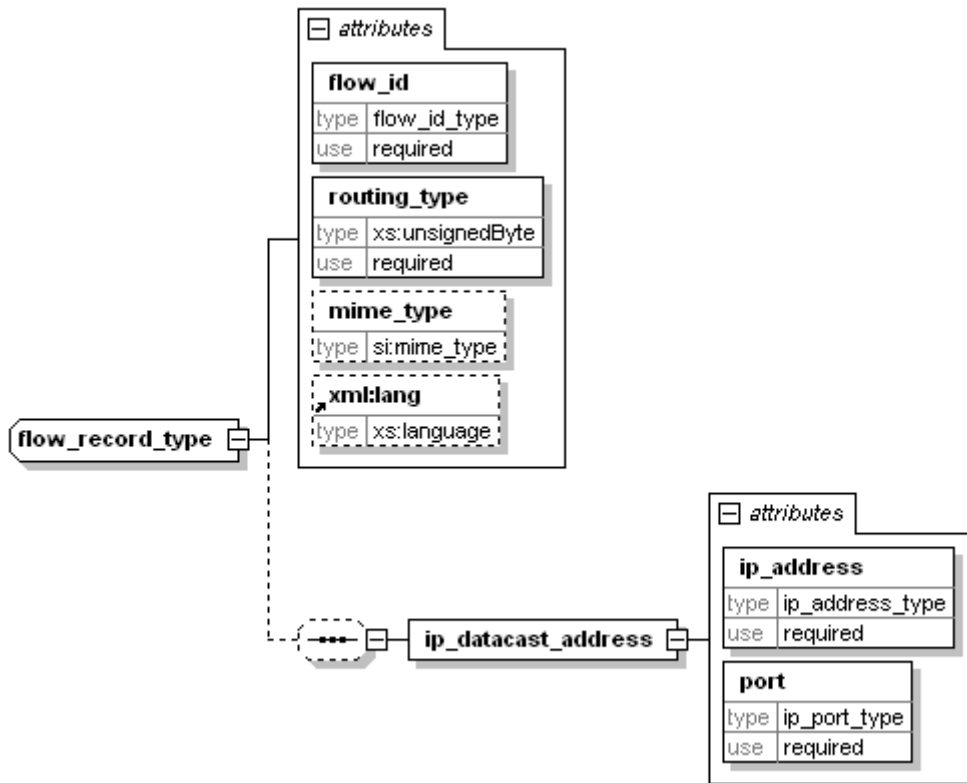 attributes
flow_id
type flow_id_type
use required
routing_type
type xs:unsignedByte
use required
mime_type
type si:mime_type
xml:lang
type xs:language
flow_record_type
attributes
ip_address
type ip_address_type
use required
ip_datacast_address
port
type ip_port_type
use required